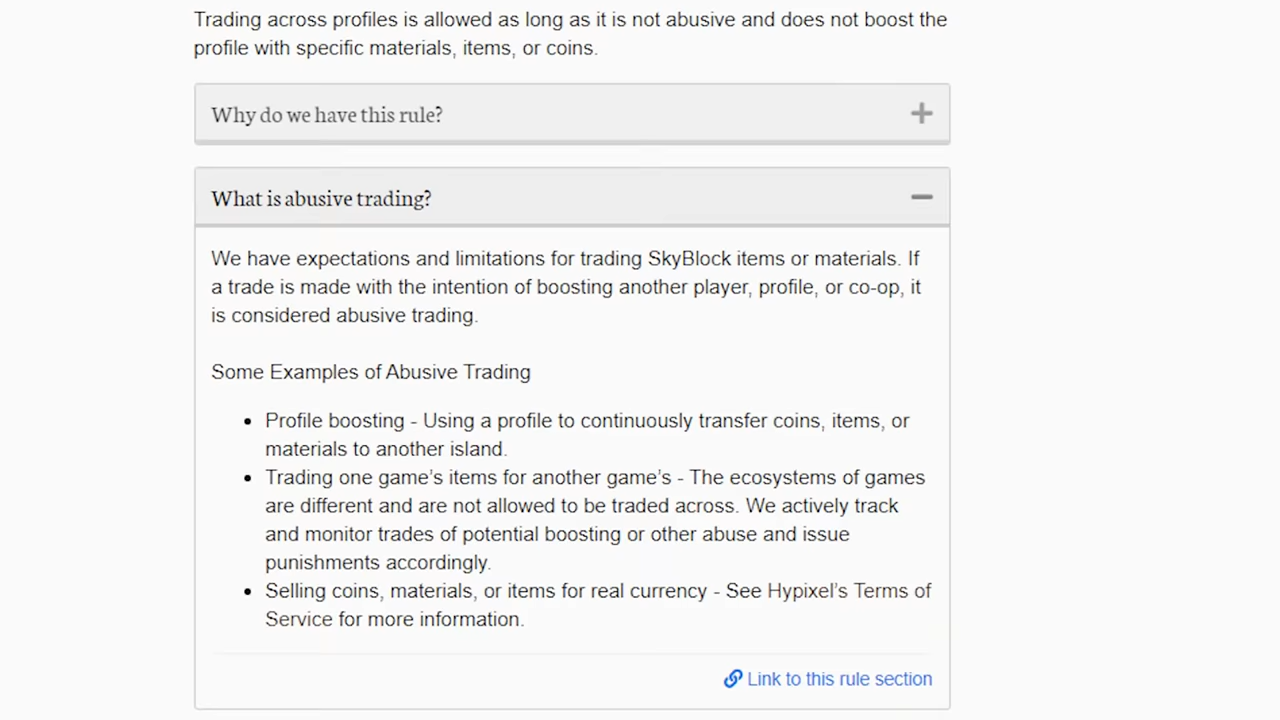 Trading across profiles is allowed as long as it is not abusive and does not boost the
profile with specific materials, items, or coins.
Why do we have this rule?
What is abusive trading?
We have expectations and limitations for trading SkyBlock items or materials. If
a trade is made with the intention of boosting another player, profile, or co-op, it
is considered abusive trading.
Some Examples of Abusive Trading
• Profile boosting - Using a profile to continuously transfer coins, items, or
materials to another island.
• Trading one game's items for another game's - The ecosystems of games
are different and are not allowed to be traded across. We actively track
and monitor trades of potential boosting or other abuse and issue
punishments accordingly.
• Selling coins, materials, or items for real currency - See Hypixel's Terms of
Service for more information.
Link to this rule section